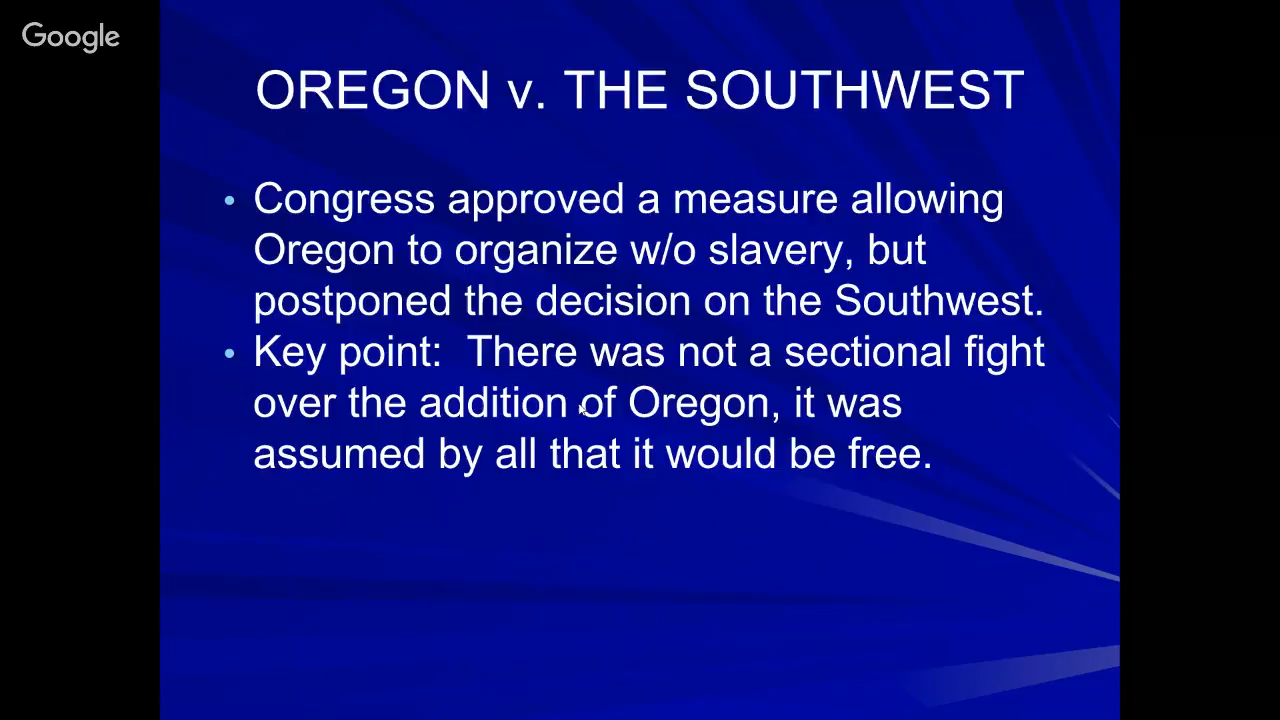 Google
OREGON v. THE SOUTHWEST
• Congress approved a measure allowing
Oregon to organize w/o slavery, but
postponed the decision on the Southwest.
• Key point:  There was not a sectional fight
over the addition of Oregon, it was
assumed by all that it would be free.